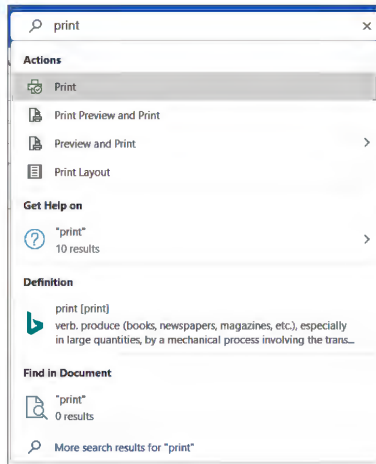 print
Actions
Print
Print Preview and Print
Preview and Print
Print Layout
Get Help on
"print"
10 results
Definition
print [print]
verb. produce (books, newspapers, magazines, etc.), especially
in large quantities, by a mechanical process involving the trans...
Find in Document
"print"
0 results
More search results for "print"